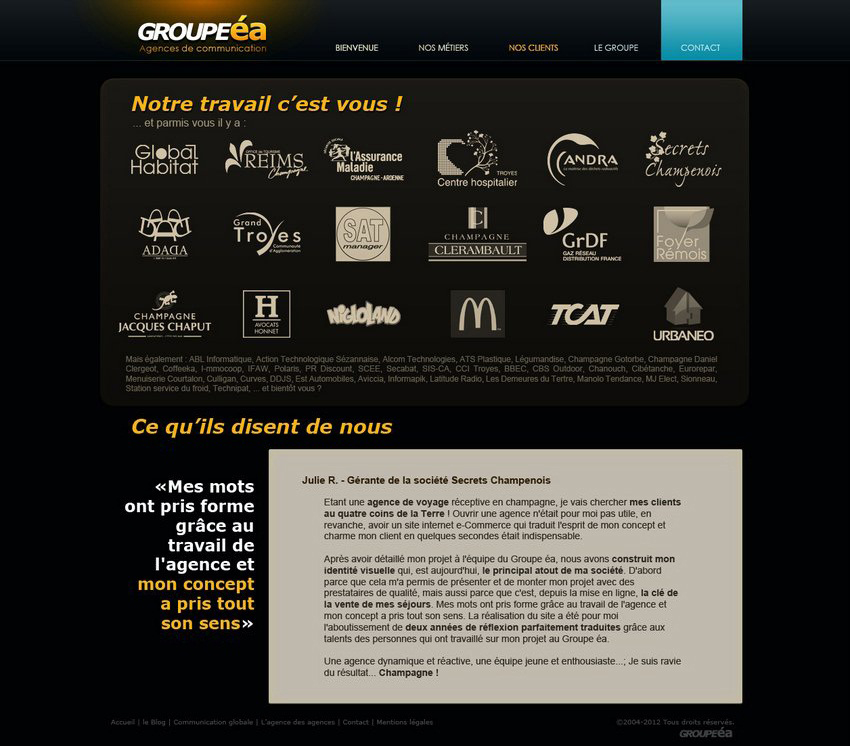 GROUPEéa
Agences de communication
BIENVENUE NOS MÉTIERS NOS CLIENTS LE GROUPE CONTACT
Notre travail c'est vous !
... et parmis vous il y a :
Global Habitat
OFFICE DE TOURISME REIMS Champagne
l'Assurance Maladie CHAMPAGNE-ARDENNE
TROYES Centre hospitalier
ANDRA
Secrets Champenois
ADAGA
Grand Troyes Communauté d'Agglomération
SAT manager
CHAMPAGNE CLERAMBAULT
GrDF GAZ RÉSEAU DISTRIBUTION FRANCE
Foyer Rémois
CHAMPAGNE JACQUES CHAPUT
H AVOCATS HONNET
NIGLOLAND
M
TCAT
URBANEO
Mais également : ABL Informatique, Action Technologique Sézannaise, Alcom Technologies, ATS Plastique, Légumandise, Champagne Gotorbe, Champagne Daniel
Clergeot, Coffeeka, I-mmocoop, IFAW, Polaris, PR Discount, SCEE, Secabat, SIS-CA, CCI Troyes, BBEC, CBS Outdoor, Chanouch, Cibétanche, Eurorepar,
Menuiserie Courtalon, Culligan, Curves, DDJS, Est Automobiles, Aviccia, Informapik, Latitude Radio, Les Demeures du Tertre, Manolo Tendance, MJ Elect, Sionneau,
Station service du froid, Technipat, ... et bientôt vous ?
Ce qu'ils disent de nous
«Mes mots
ont pris forme
grâce au
travail de
l'agence et
mon concept
a pris tout
son sens»
Julie R. - Gérante de la société Secrets Champenois
Etant une agence de voyage réceptive en champagne, je vais chercher mes clients
au quatre coins de la Terre ! Ouvrir une agence n'était pour moi pas utile, en
revanche, avoir un site internet e-Commerce qui traduit l'esprit de mon concept et
charme mon client en quelques secondes était indispensable.
Après avoir détaillé mon projet à l'équipe du Groupe éa, nous avons construit mon
identité visuelle qui, est aujourd'hui, le principal atout de ma société. D'abord
parce que cela m'a permis de présenter et de monter mon projet avec des
prestataires de qualité, mais aussi parce que c'est, depuis la mise en ligne, la clé de
la vente de mes séjours. Mes mots ont pris forme grâce au travail de l'agence et
mon concept a pris tout son sens. La réalisation du site a été pour moi
l'aboutissement de deux années de réflexion parfaitement traduites grâce aux
talents des personnes qui ont travaillé sur mon projet au Groupe éa.
Une agence dynamique et réactive, une équipe jeune et enthousiaste...; Je suis ravie
du résultat... Champagne !
Accueil | le Blog | Communication globale | L'agence des agences | Contact | Mentions légales
©2004-2012 Tous droits réservés.
GROUPEéa